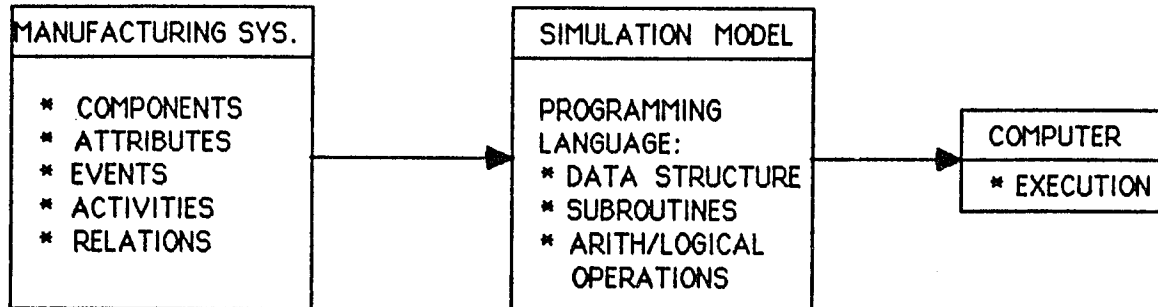 MANUFACTURING SYS.
* COMPONENTS
* ATTRIBUTES
* EVENTS
* ACTIVITIES
* RELATIONS
SIMULATION MODEL
PROGRAMMING
LANGUAGE:
* DATA STRUCTURE
* SUBROUTINES
* ARITH/LOGICAL
OPERATIONS
COMPUTER
* EXECUTION